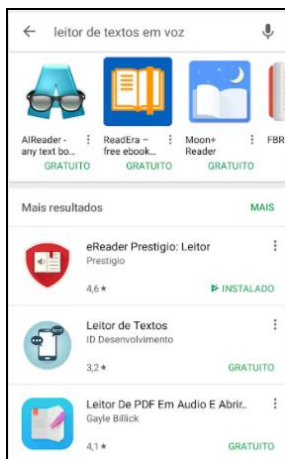 leitor de textos em voz
AlReader - any text bo...
GRATUITO
ReadEra – free ebook...
GRATUITO
Moon+ Reader
GRATUITO
FBR
Mais resultados
MAIS
eReader Prestigio: Leitor
Prestigio
4,6 ★
INSTALADO
Leitor de Textos
ID Desenvolvimento
3,2 ★
GRATUITO
Leitor De PDF Em Audio E Abrir..
Gayle Billick
4,1 ★
GRATUITO